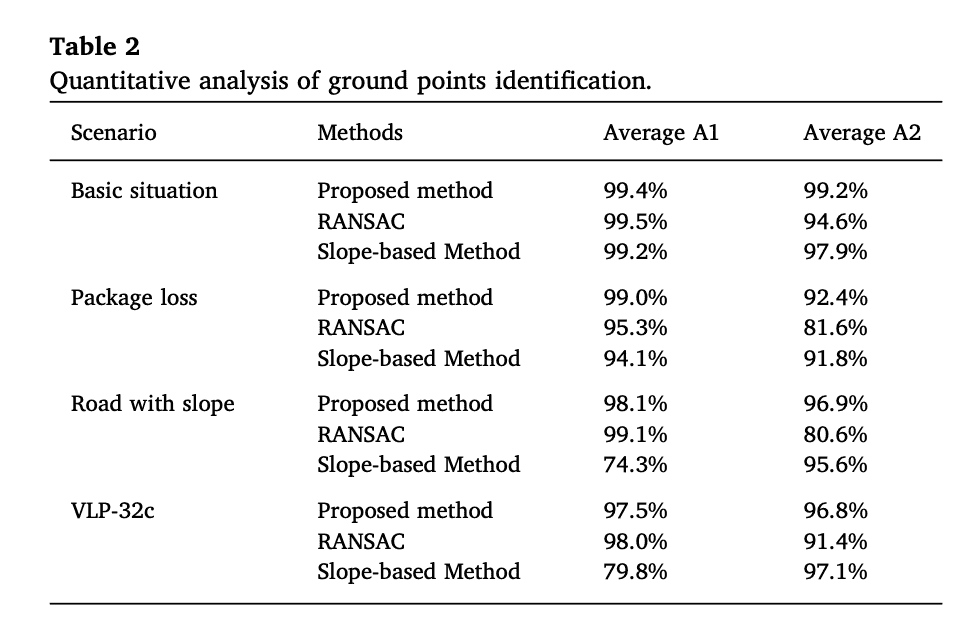 Table 2
Quantitative analysis of ground points identification.
Scenario Methods Average A1 Average A2
Basic situation Proposed method 99.4% 99.2%
RANSAC 99.5% 94.6%
Slope-based Method 99.2% 97.9%
Package loss Proposed method 99.0% 92.4%
RANSAC 95.3% 81.6%
Slope-based Method 94.1% 91.8%
Road with slope Proposed method 98.1% 96.9%
RANSAC 99.1% 80.6%
Slope-based Method 74.3% 95.6%
VLP-32c Proposed method 97.5% 96.8%
RANSAC 98.0% 91.4%
Slope-based Method 79.8% 97.1%